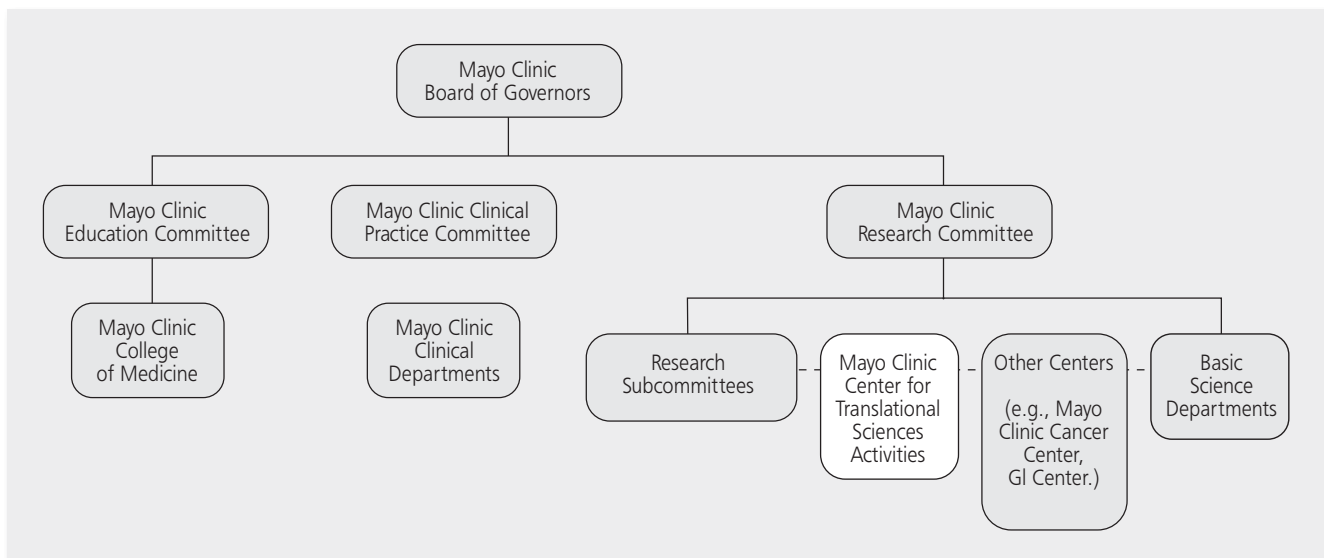 Mayo Clinic
Board of Governors
Mayo Clinic
Education Committee
Mayo Clinic Clinical
Practice Committee
Mayo Clinic
Research Committee
Mayo Clinic
College
of Medicine
Mayo Clinic
Clinical
Departments
Research
Subcommittees
Mayo Clinic
Center for
Translational
Sciences
Activities
Other Centers
(e.g., Mayo
Clinic Cancer
Center,
Gl Center.)
Basic
Science
Departments